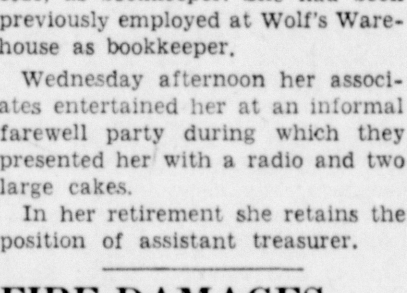 previously employed at Wolf's Ware-
house as bookkeeper.
Wednesday afternoon her associ-
ates entertained her at an informal
farewell party during which they
presented her with a radio and two
large cakes.
In her retirement she retains the
position of assistant treasurer.
FIRE DAMAGES